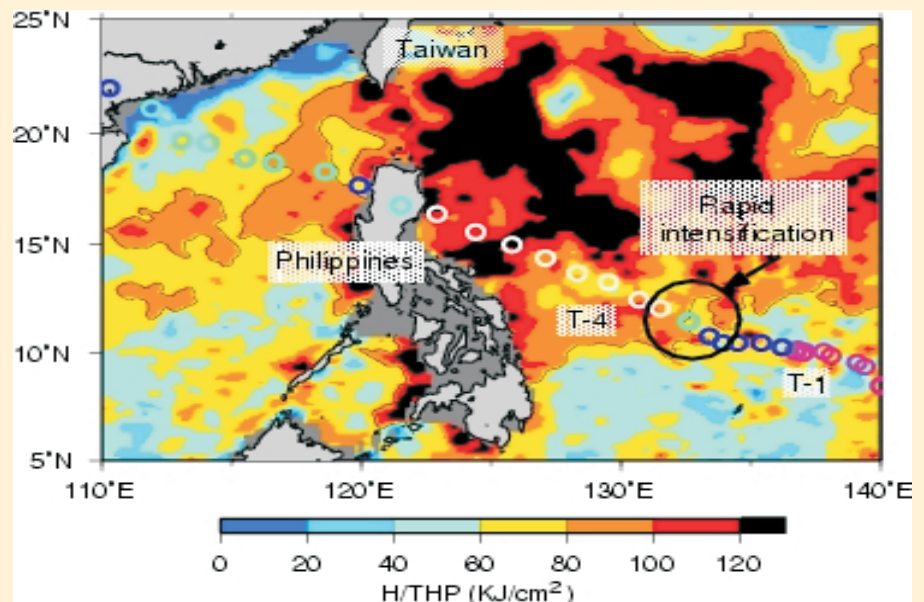 25°N
Taiwan
20°N
Rapid
intensification
15°N
Philippines
T-4
10°N
T-1
5°N
110°E 120°E 130°E 140°E
0 20 40 60 80 100 120
H/THP (KJ/cm²)